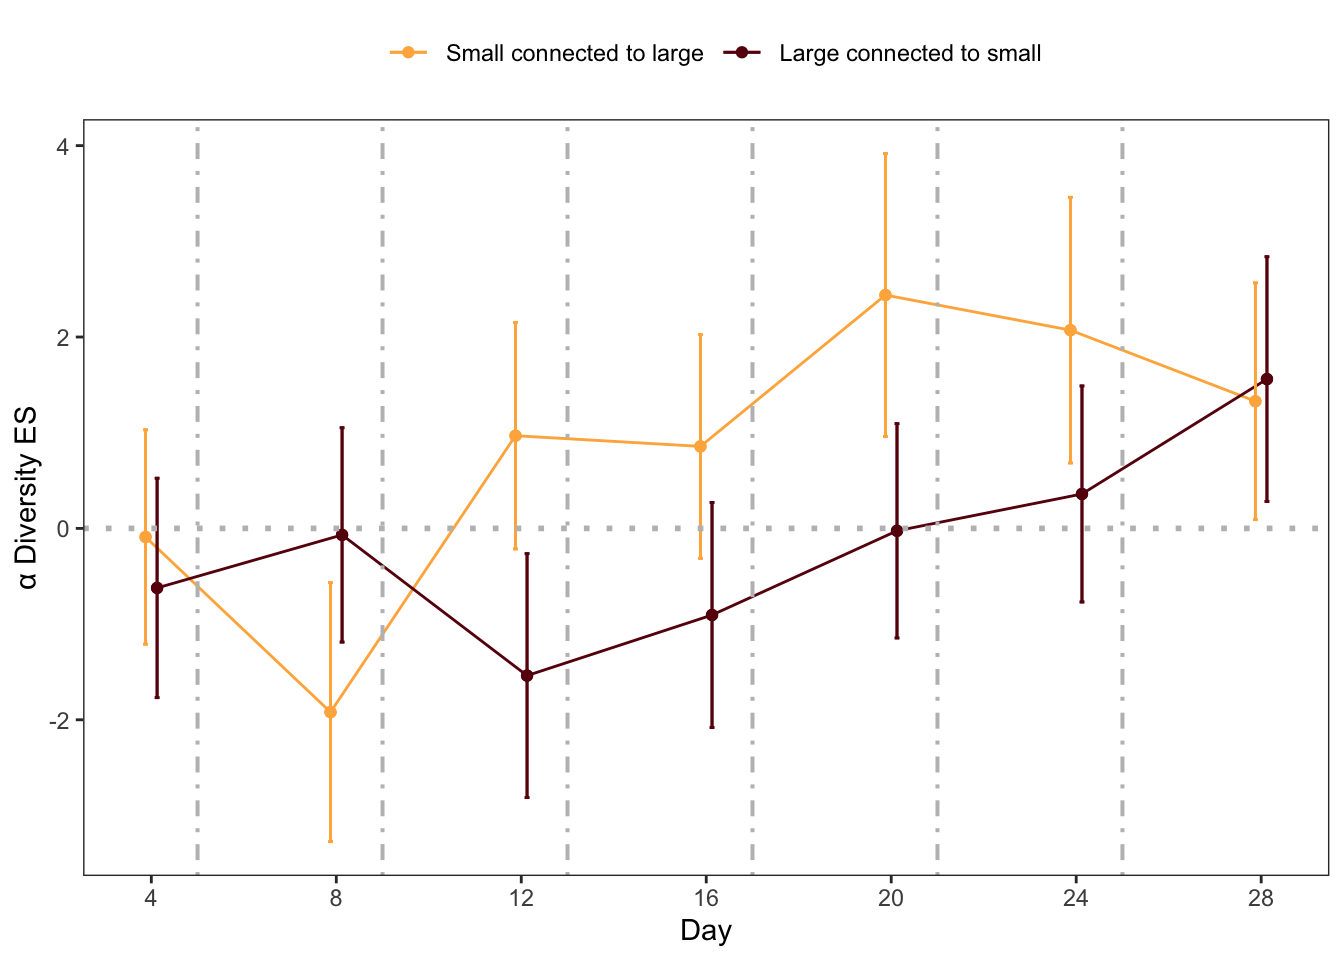 Small connected to large Large connected to small
4
2
0
-2
α Diversity ES
4 8 12 16 20 24 28
Day